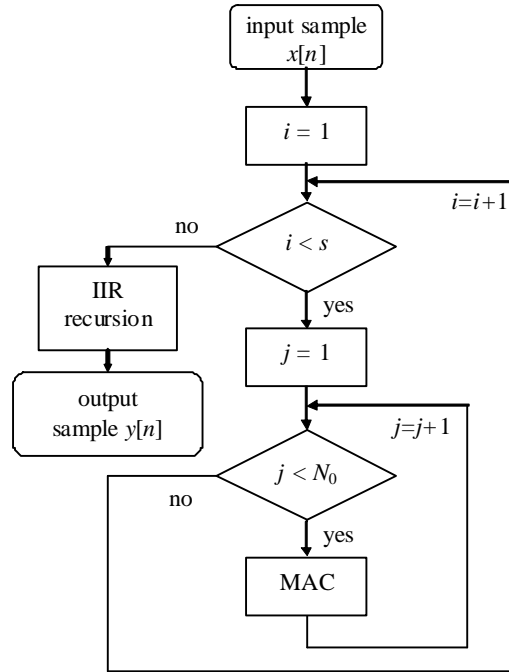 input sample
x[n]
i = 1
i=i+1
no
i < s
IIR
recursion
yes
j = 1
output
sample y[n]
j=j+1
j < N₀
no
yes
MAC